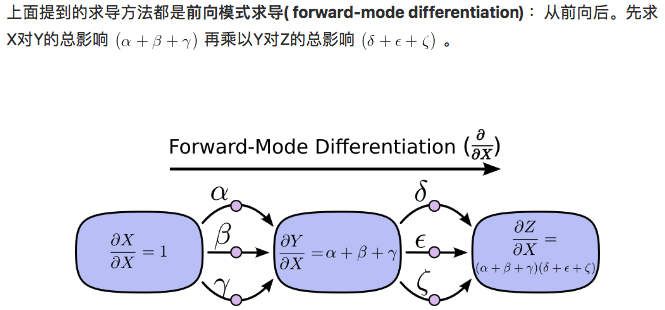 上面提到的求导方法都是前向模式求导( forward-mode differentiation)： 从前向后。先求
X对Y的总影响 (α + β + γ) 再乘以Y对Z的总影响 (δ + ϵ + ζ) 。
Forward-Mode Differentiation (∂/∂X)
α
δ
β
ϵ
γ
ζ
∂X/∂X = 1
∂Y/∂X = α + β + γ
∂Z/∂X =
(α + β + γ)(δ + ϵ + ζ)